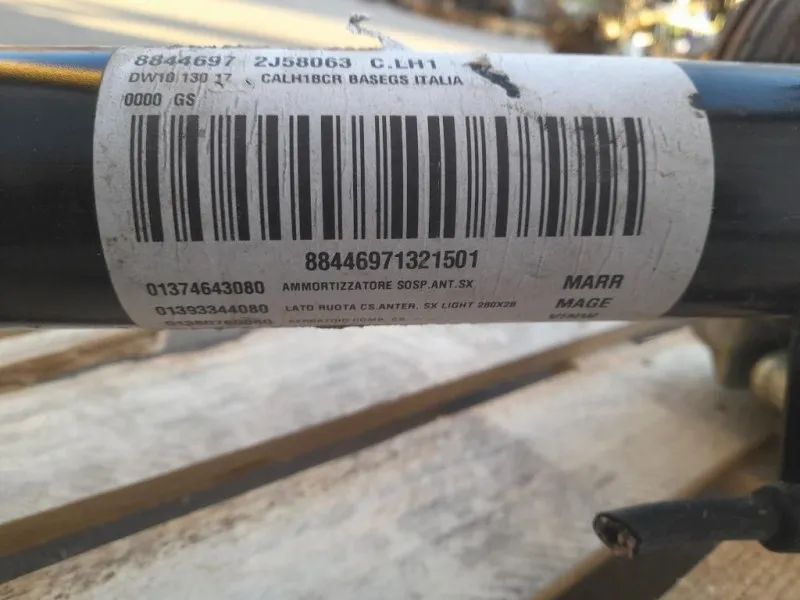 8844697 2J58063 C.LH1
DW10 130 17 CALH1BCR BASEGS ITALIA
0000 GS
88446971321501
01374643080 AMMORTIZZATORE SOSP.ANT.SX MARR
01393344080 LATO RUOTA CS.ANTER. SX LIGHT 280X28 MAGE